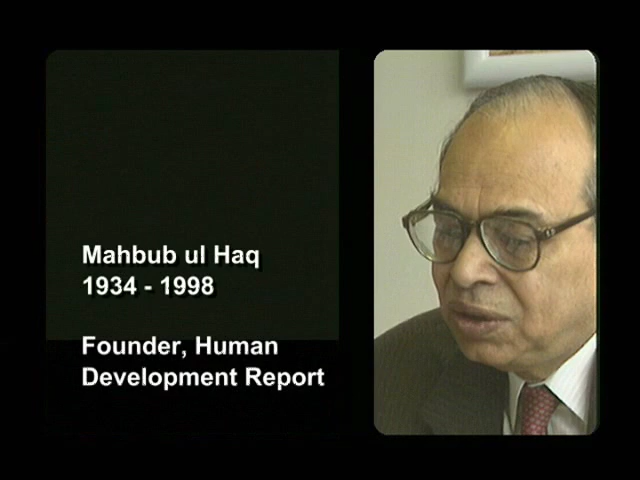 Mahbub ul Haq
1934 - 1998
Founder, Human
Development Report